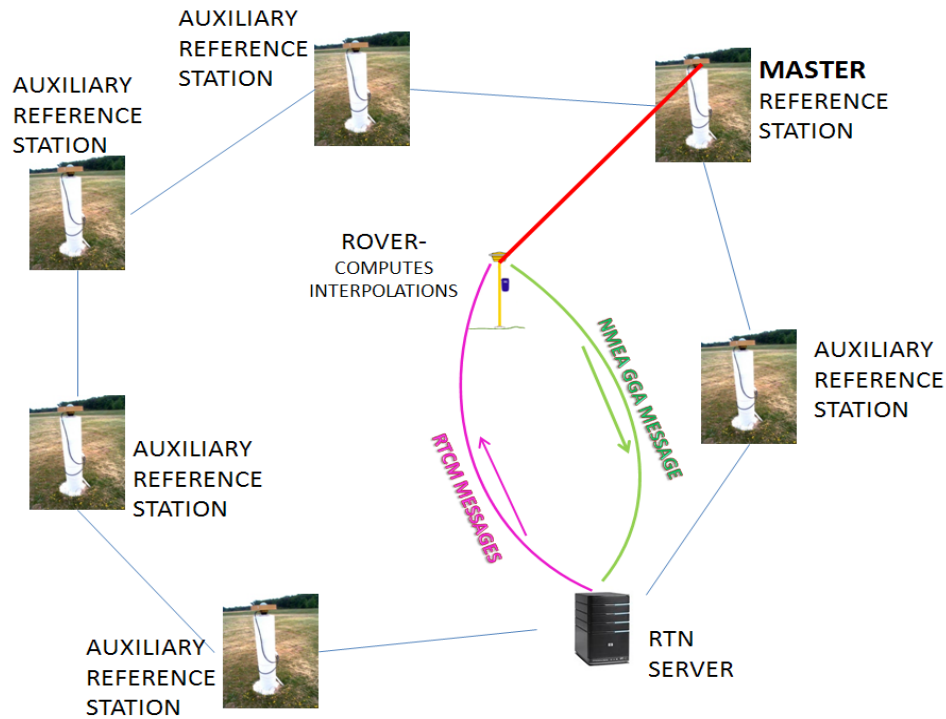 AUXILIARY
REFERENCE
STATION
AUXILIARY
REFERENCE
STATION
MASTER
REFERENCE
STATION
ROVER-
COMPUTES
INTERPOLATIONS
NMEA GGA MESSAGE
RTCM MESSAGES
AUXILIARY
REFERENCE
STATION
AUXILIARY
REFERENCE
STATION
AUXILIARY
REFERENCE
STATION
RTN
SERVER